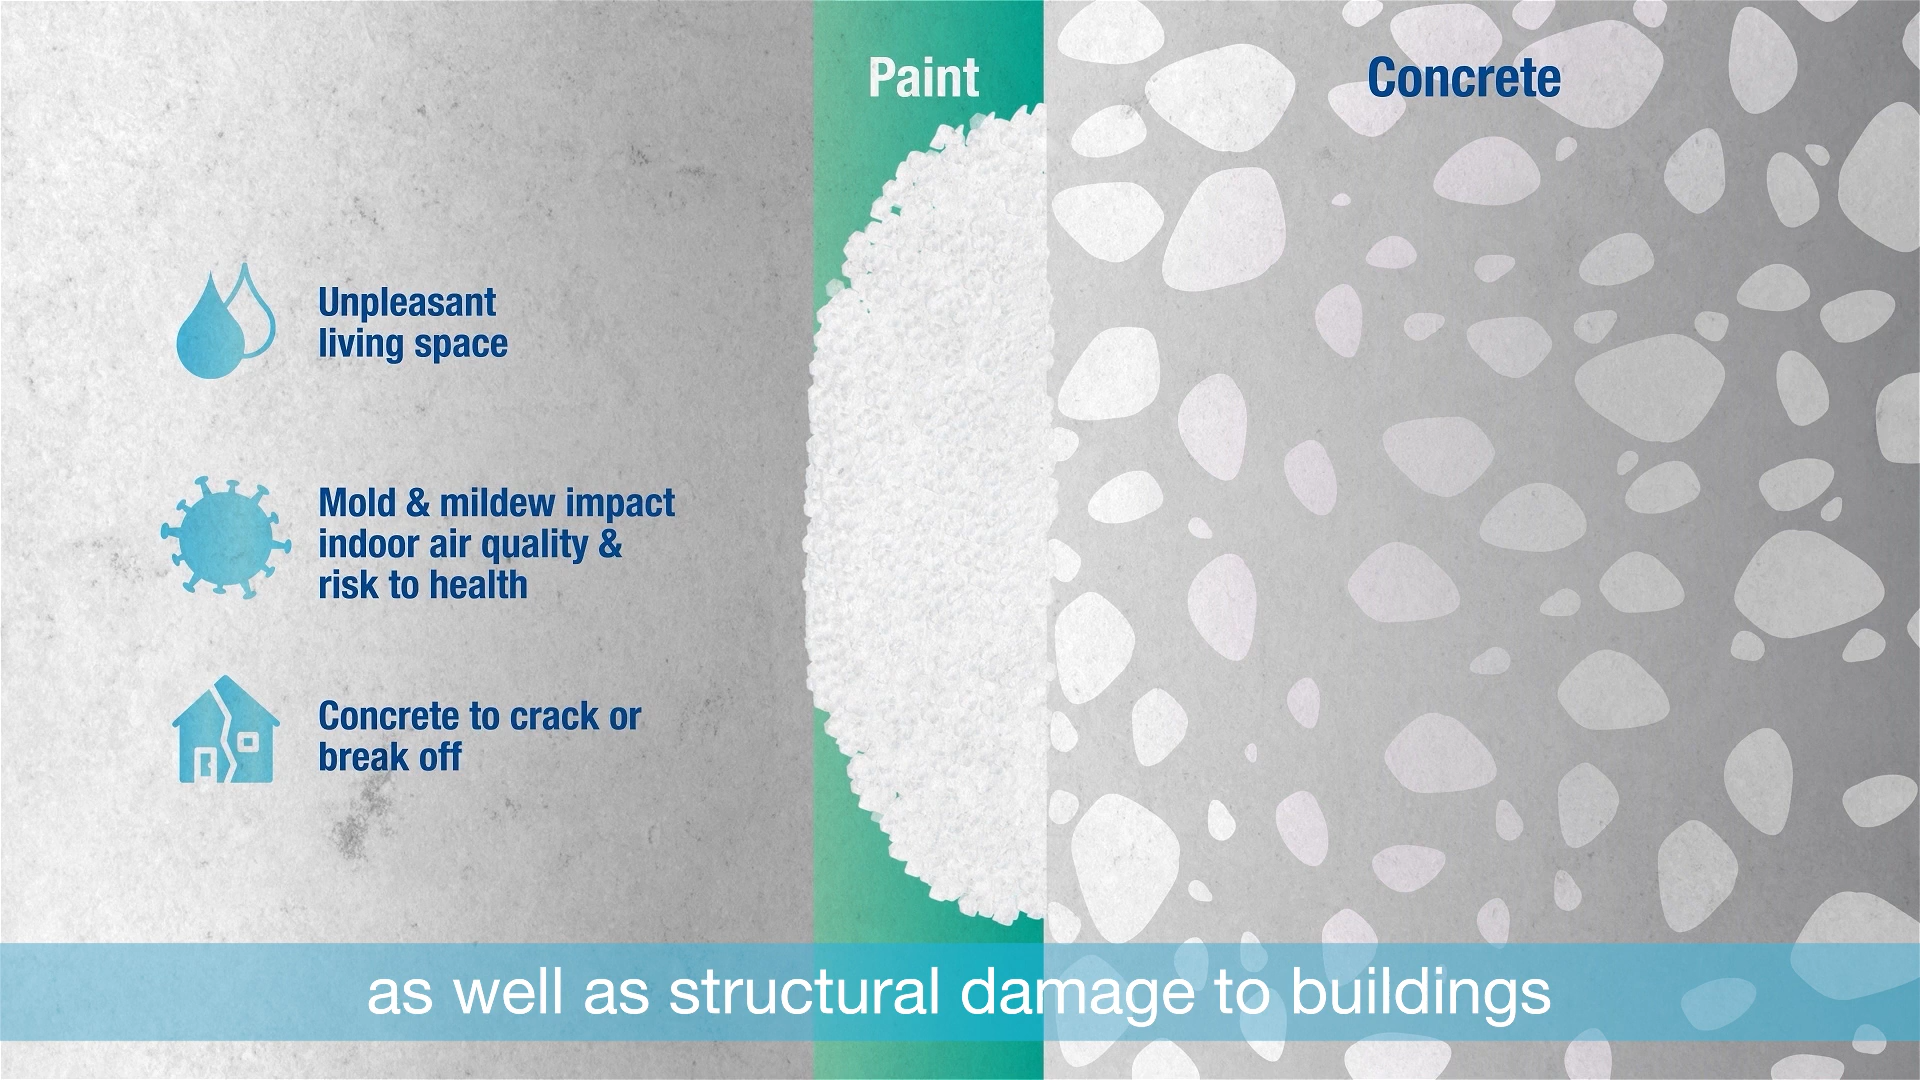 Paint
Concrete
Unpleasant
living space
Mold & mildew impact
indoor air quality &
risk to health
Concrete to crack or
break off
as well as structural damage to buildings